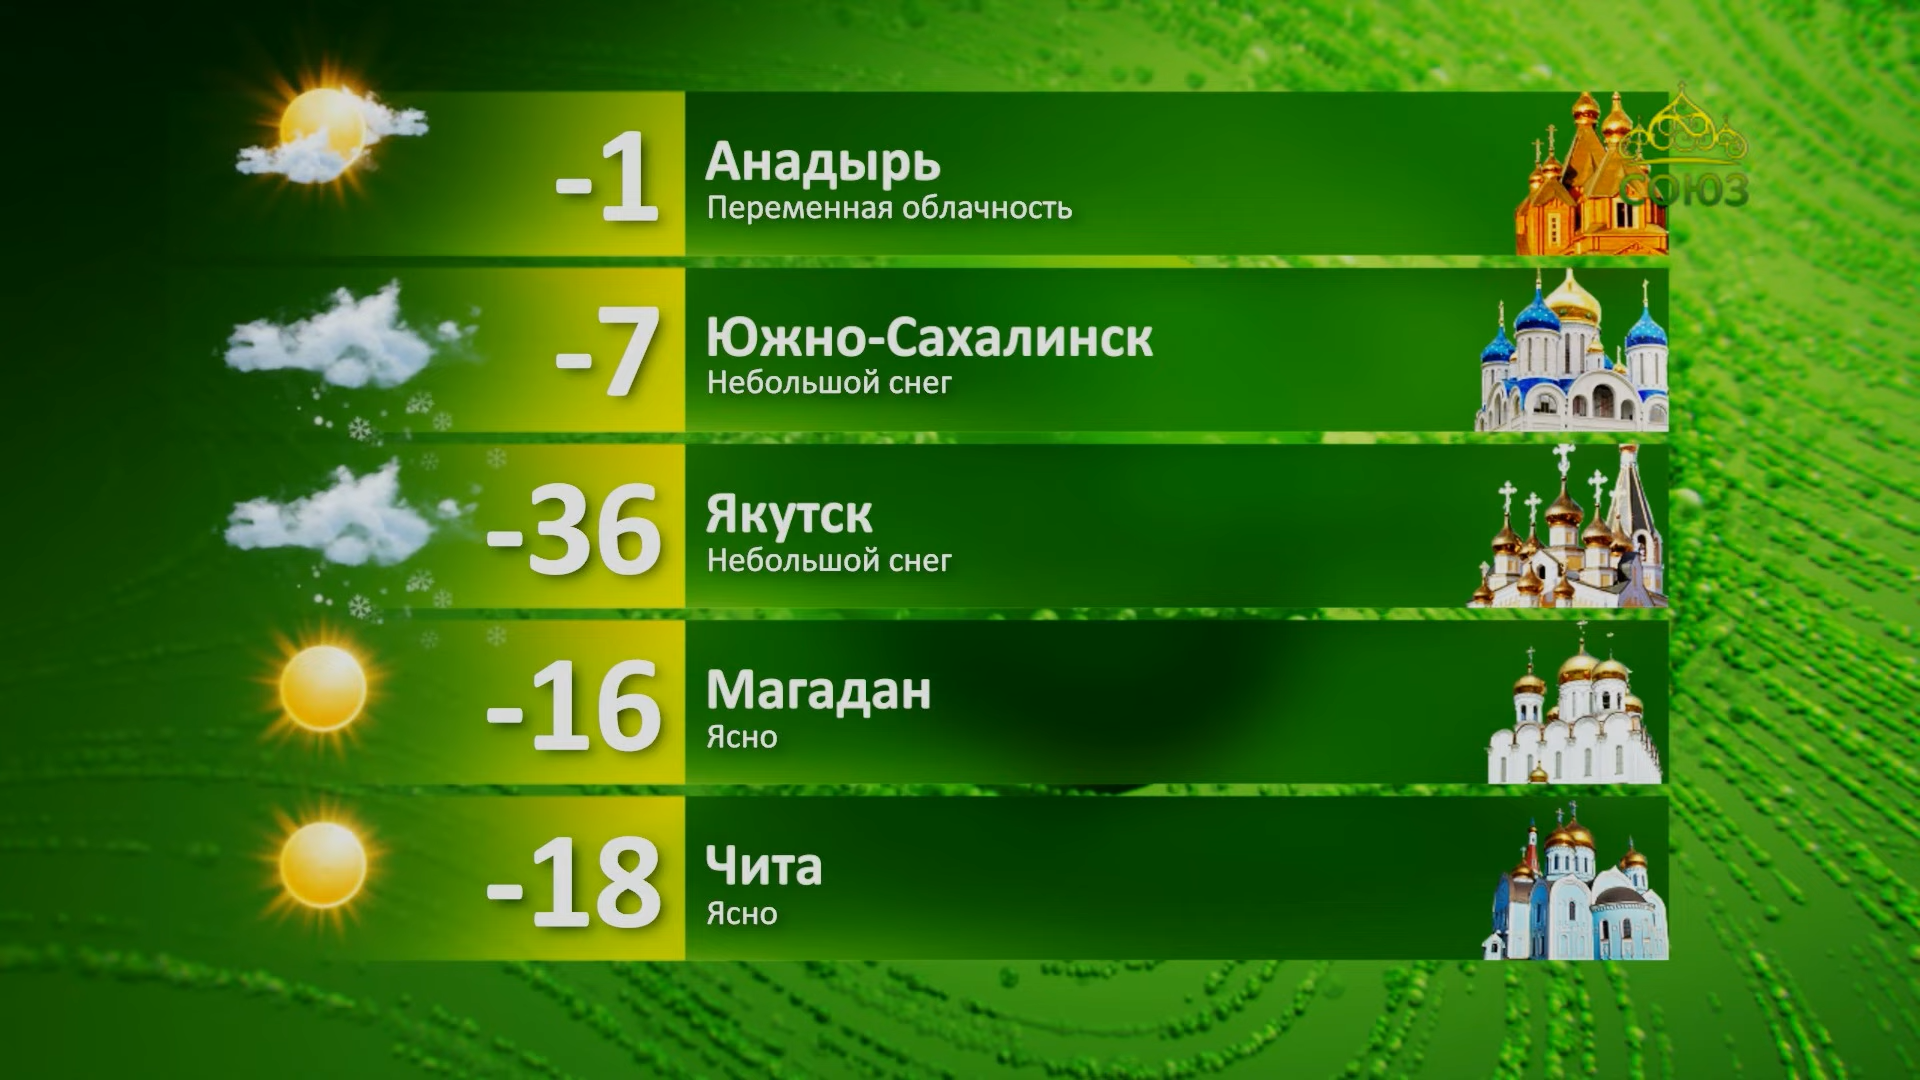 -1
Анадырь
Переменная облачность
СОЮЗ
-7
Южно-Сахалинск
Небольшой снег
-36
Якутск
Небольшой снег
-16
Магадан
Ясно
-18
Чита
Ясно